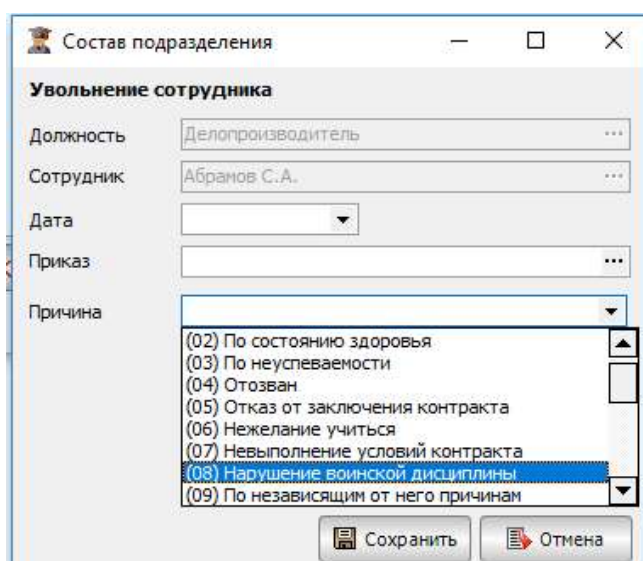 Состав подразделения
Увольнение сотрудника
Должность Делопроизводитель ...
Сотрудник Абрамов С.А. ...
Дата
Приказ ...
Причина
(02) По состоянию здоровья
(03) По неуспеваемости
(04) Отозван
(05) Отказ от заключения контракта
(06) Нежелание учиться
(07) Невыполнение условий контракта
(08) Нарушение воинской дисциплины
(09) По независящим от него причинам
Сохранить Отмена